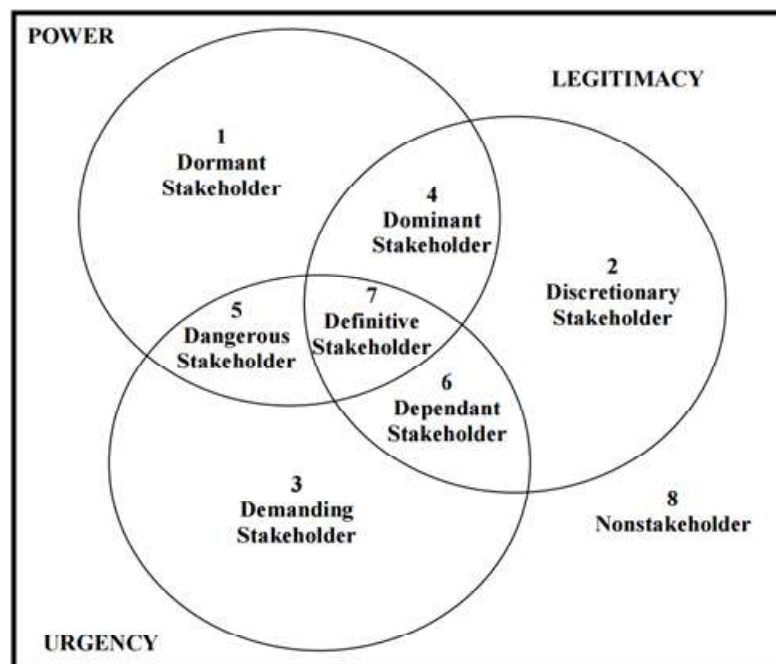 POWER
LEGITIMACY
1
Dormant
Stakeholder
4
Dominant
Stakeholder
2
Discretionary
Stakeholder
5
Dangerous
Stakeholder
7
Definitive
Stakeholder
6
Dependant
Stakeholder
3
Demanding
Stakeholder
8
Nonstakeholder
URGENCY